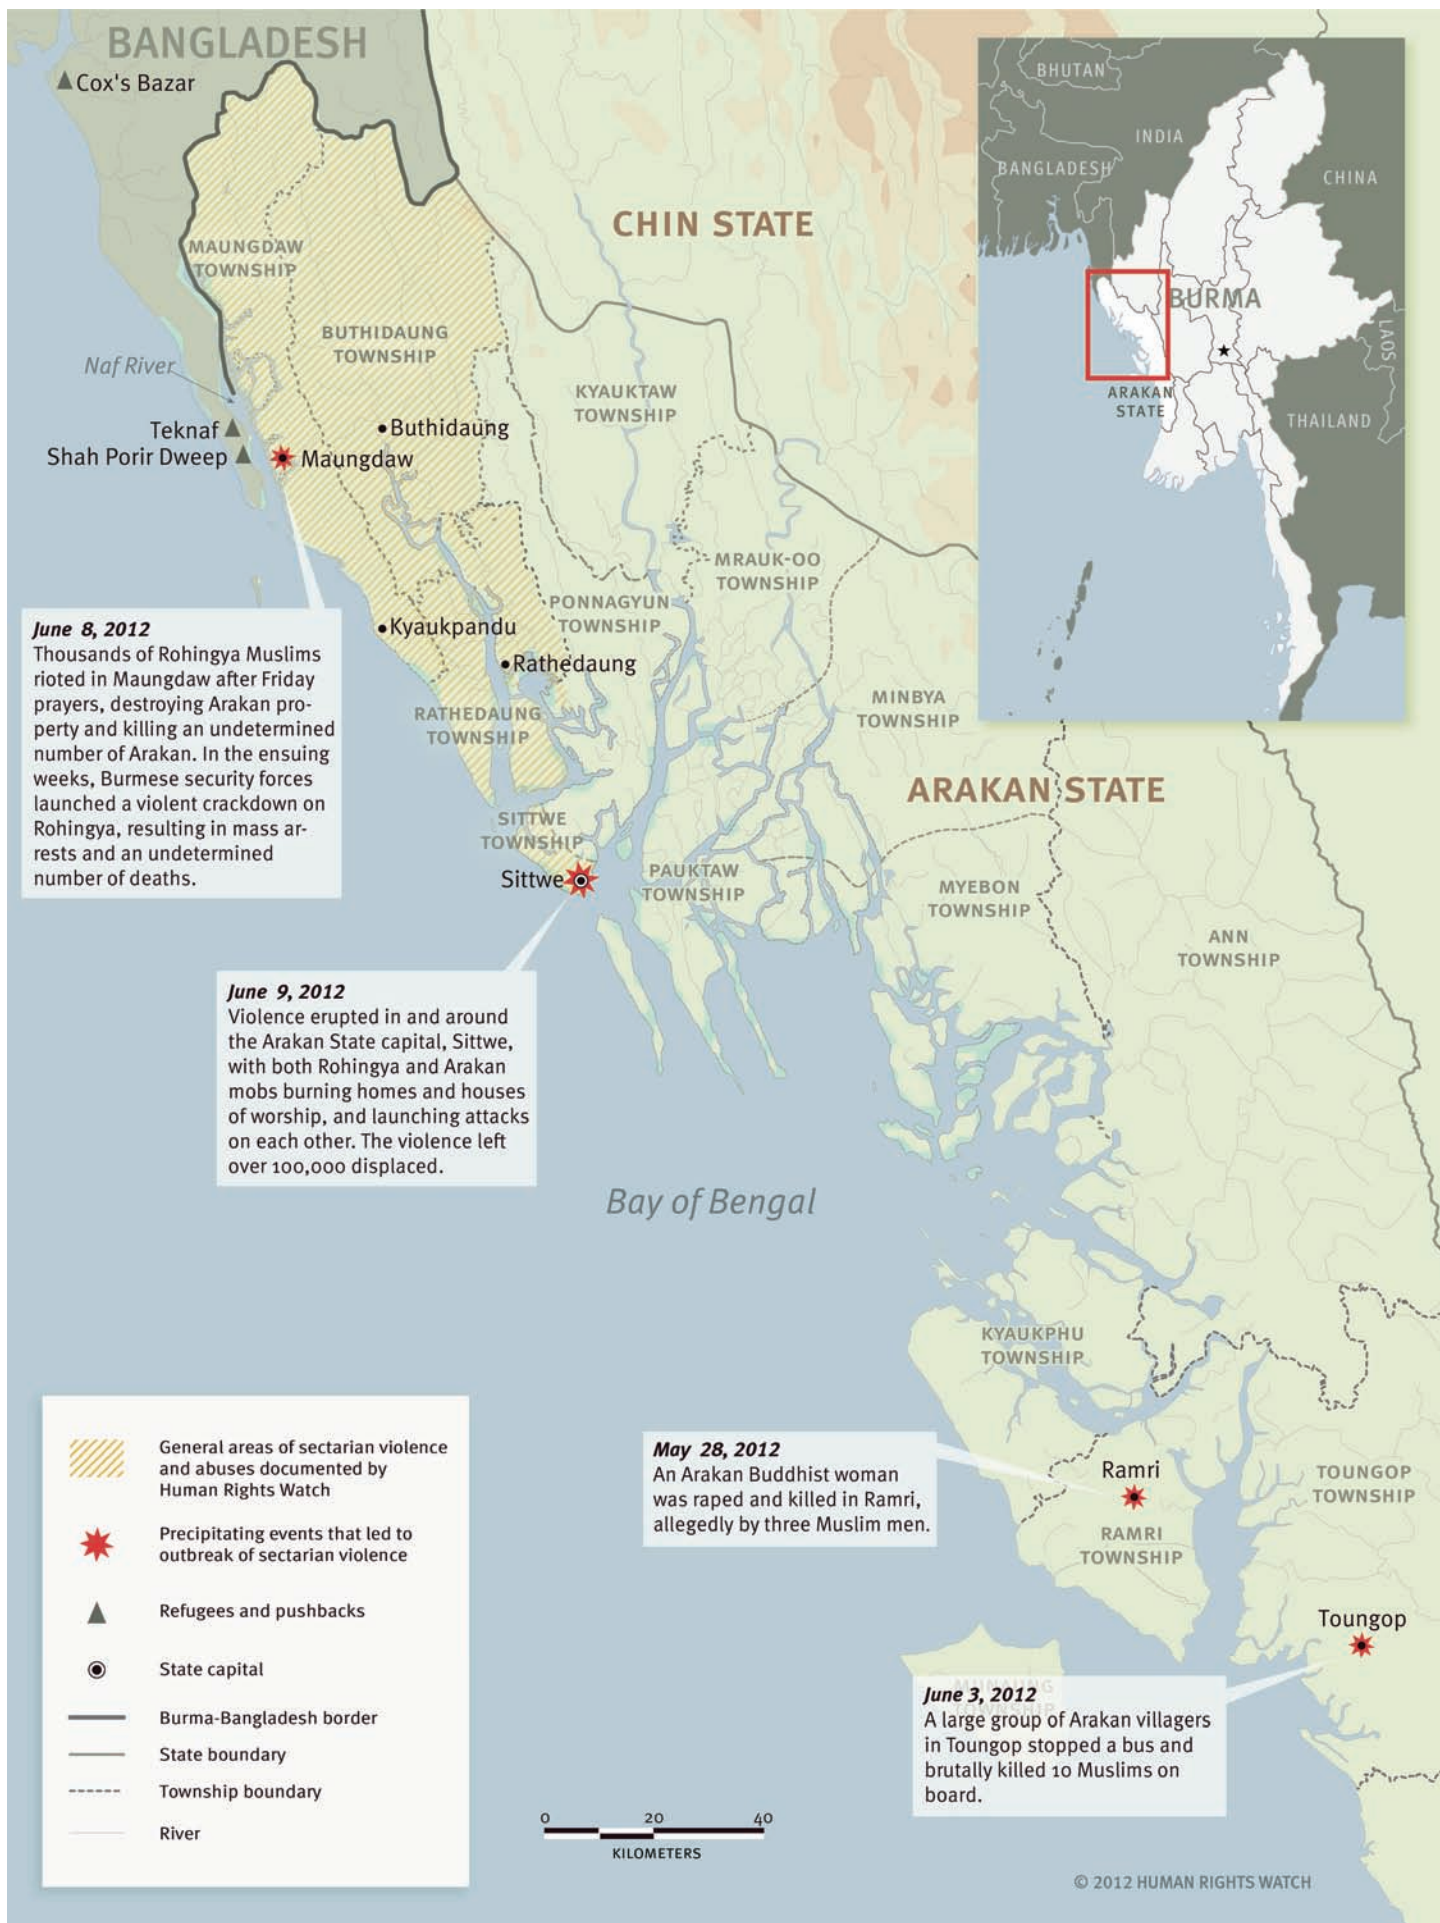 BANGLADESH
Cox's Bazar
BHUTAN
INDIA
BANGLADESH
CHINA
BURMA
LAOS
ARAKAN
STATE
THAILAND
CHIN STATE
MAUNGDAW
TOWNSHIP
BUTHIDAUNG
TOWNSHIP
Naf River
KYAUKTAW
TOWNSHIP
Teknaf
Buthidaung
Shah Porir Dweep
Maungdaw
MRAUK-OO
TOWNSHIP
PONNAGYUN
TOWNSHIP
Kyaukpandu
Rathedaung
June 8, 2012
Thousands of Rohingya Muslims
rioted in Maungdaw after Friday
prayers, destroying Arakan pro-
perty and killing an undetermined
number of Arakan. In the ensuing
weeks, Burmese security forces
launched a violent crackdown on
Rohingya, resulting in mass ar-
rests and an undetermined
number of deaths.
RATHEDAUNG
TOWNSHIP
MINBYA
TOWNSHIP
ARAKAN STATE
SITTWE
TOWNSHIP
Sittwe
PAUKTAW
TOWNSHIP
MYEBON
TOWNSHIP
ANN
TOWNSHIP
June 9, 2012
Violence erupted in and around
the Arakan State capital, Sittwe,
with both Rohingya and Arakan
mobs burning homes and houses
of worship, and launching attacks
on each other. The violence left
over 100,000 displaced.
Bay of Bengal
KYAUKPHU
TOWNSHIP
May 28, 2012
An Arakan Buddhist woman
was raped and killed in Ramri,
allegedly by three Muslim men.
Ramri
RAMRI
TOWNSHIP
TOUNGOP
TOWNSHIP
Toungop
MUNAUNG
TOWNSHIP
June 3, 2012
A large group of Arakan villagers
in Toungop stopped a bus and
brutally killed 10 Muslims on
board.
General areas of sectarian violence
and abuses documented by
Human Rights Watch
Precipitating events that led to
outbreak of sectarian violence
Refugees and pushbacks
State capital
Burma-Bangladesh border
State boundary
Township boundary
River
0 20 40
KILOMETERS
© 2012 HUMAN RIGHTS WATCH